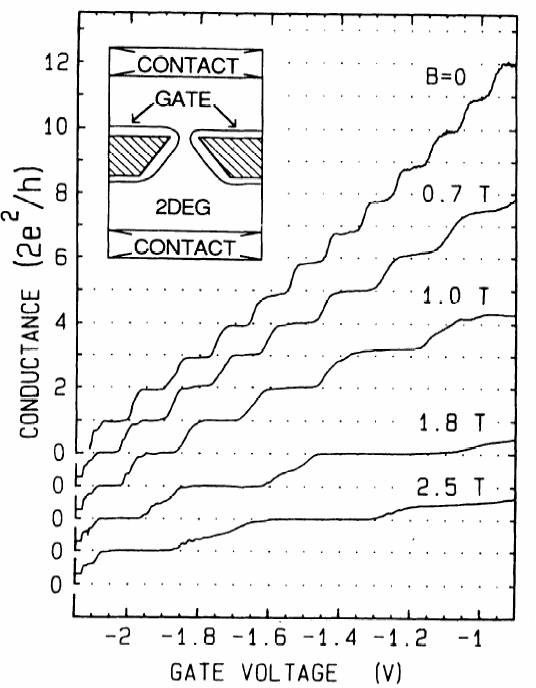 12
10
8
6
4
2
0
0
0
0
0
CONDUCTANCE (2e²/h)
CONTACT
GATE
2DEG
CONTACT
B=0
0.7 T
1.0 T
1.8 T
2.5 T
-2 -1.8 -1.6 -1.4 -1.2 -1
GATE VOLTAGE (V)